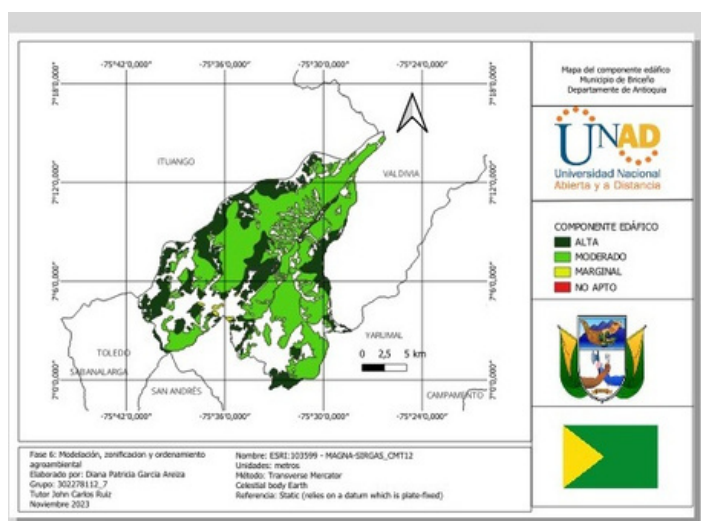 Mapa del componente edáfico
Municipio de Briceño
Departamente de Antioquia
UNAD
Universidad Nacional
Abierta y a Distancia
COMPONENTE EDÁFICO
ALTA
MODERADO
MARGINAL
NO APTO
-75°42'0,000" -75°36'0,000" -75°30'0,000" -75°24'0,000"
7°18'0,000" 7°18'0,000"
ITUANGO
VALDIVIA
7°12'0,000" 7°12'0,000"
7°6'0,000" 7°6'0,000"
YARUMAL
TOLEDO
0 2,5 5 km
SABANALARGA
7°0'0,000" 7°0'0,000"
SAN ANDRÉS
CAMPAMENTO
-75°42'0,000" -75°36'0,000" -75°30'0,000" -75°24'0,000"
Fase 6: Modelación, zonificacion y ordenamiento
agroambiental
Elaborado por: Diana Patricia Garcia Areiza
Grupo: 302278112_7
Tutor John Carlos Ruiz
Noviembre 2023
Nombre: ESRI:103599 - MAGNA-SIRGAS_CMT12
Unidades: metros
Método: Transverse Mercator
Celestial body Earth
Referencia: Static (relies on a datum which is plate-fixed)